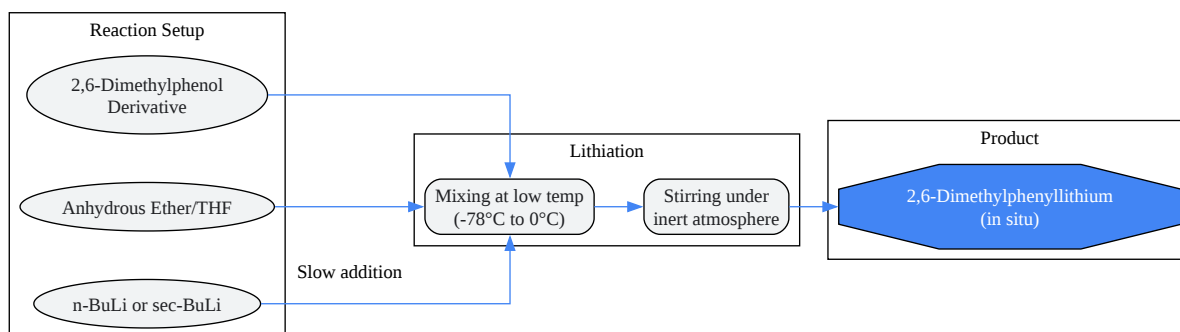 Reaction Setup
2,6-Dimethylphenol
Derivative
Anhydrous Ether/THF
n-BuLi or sec-BuLi
Slow addition
Lithiation
Mixing at low temp
(-78°C to 0°C)
Stirring under
inert atmosphere
Product
2,6-Dimethylphenyllithium
(in situ)